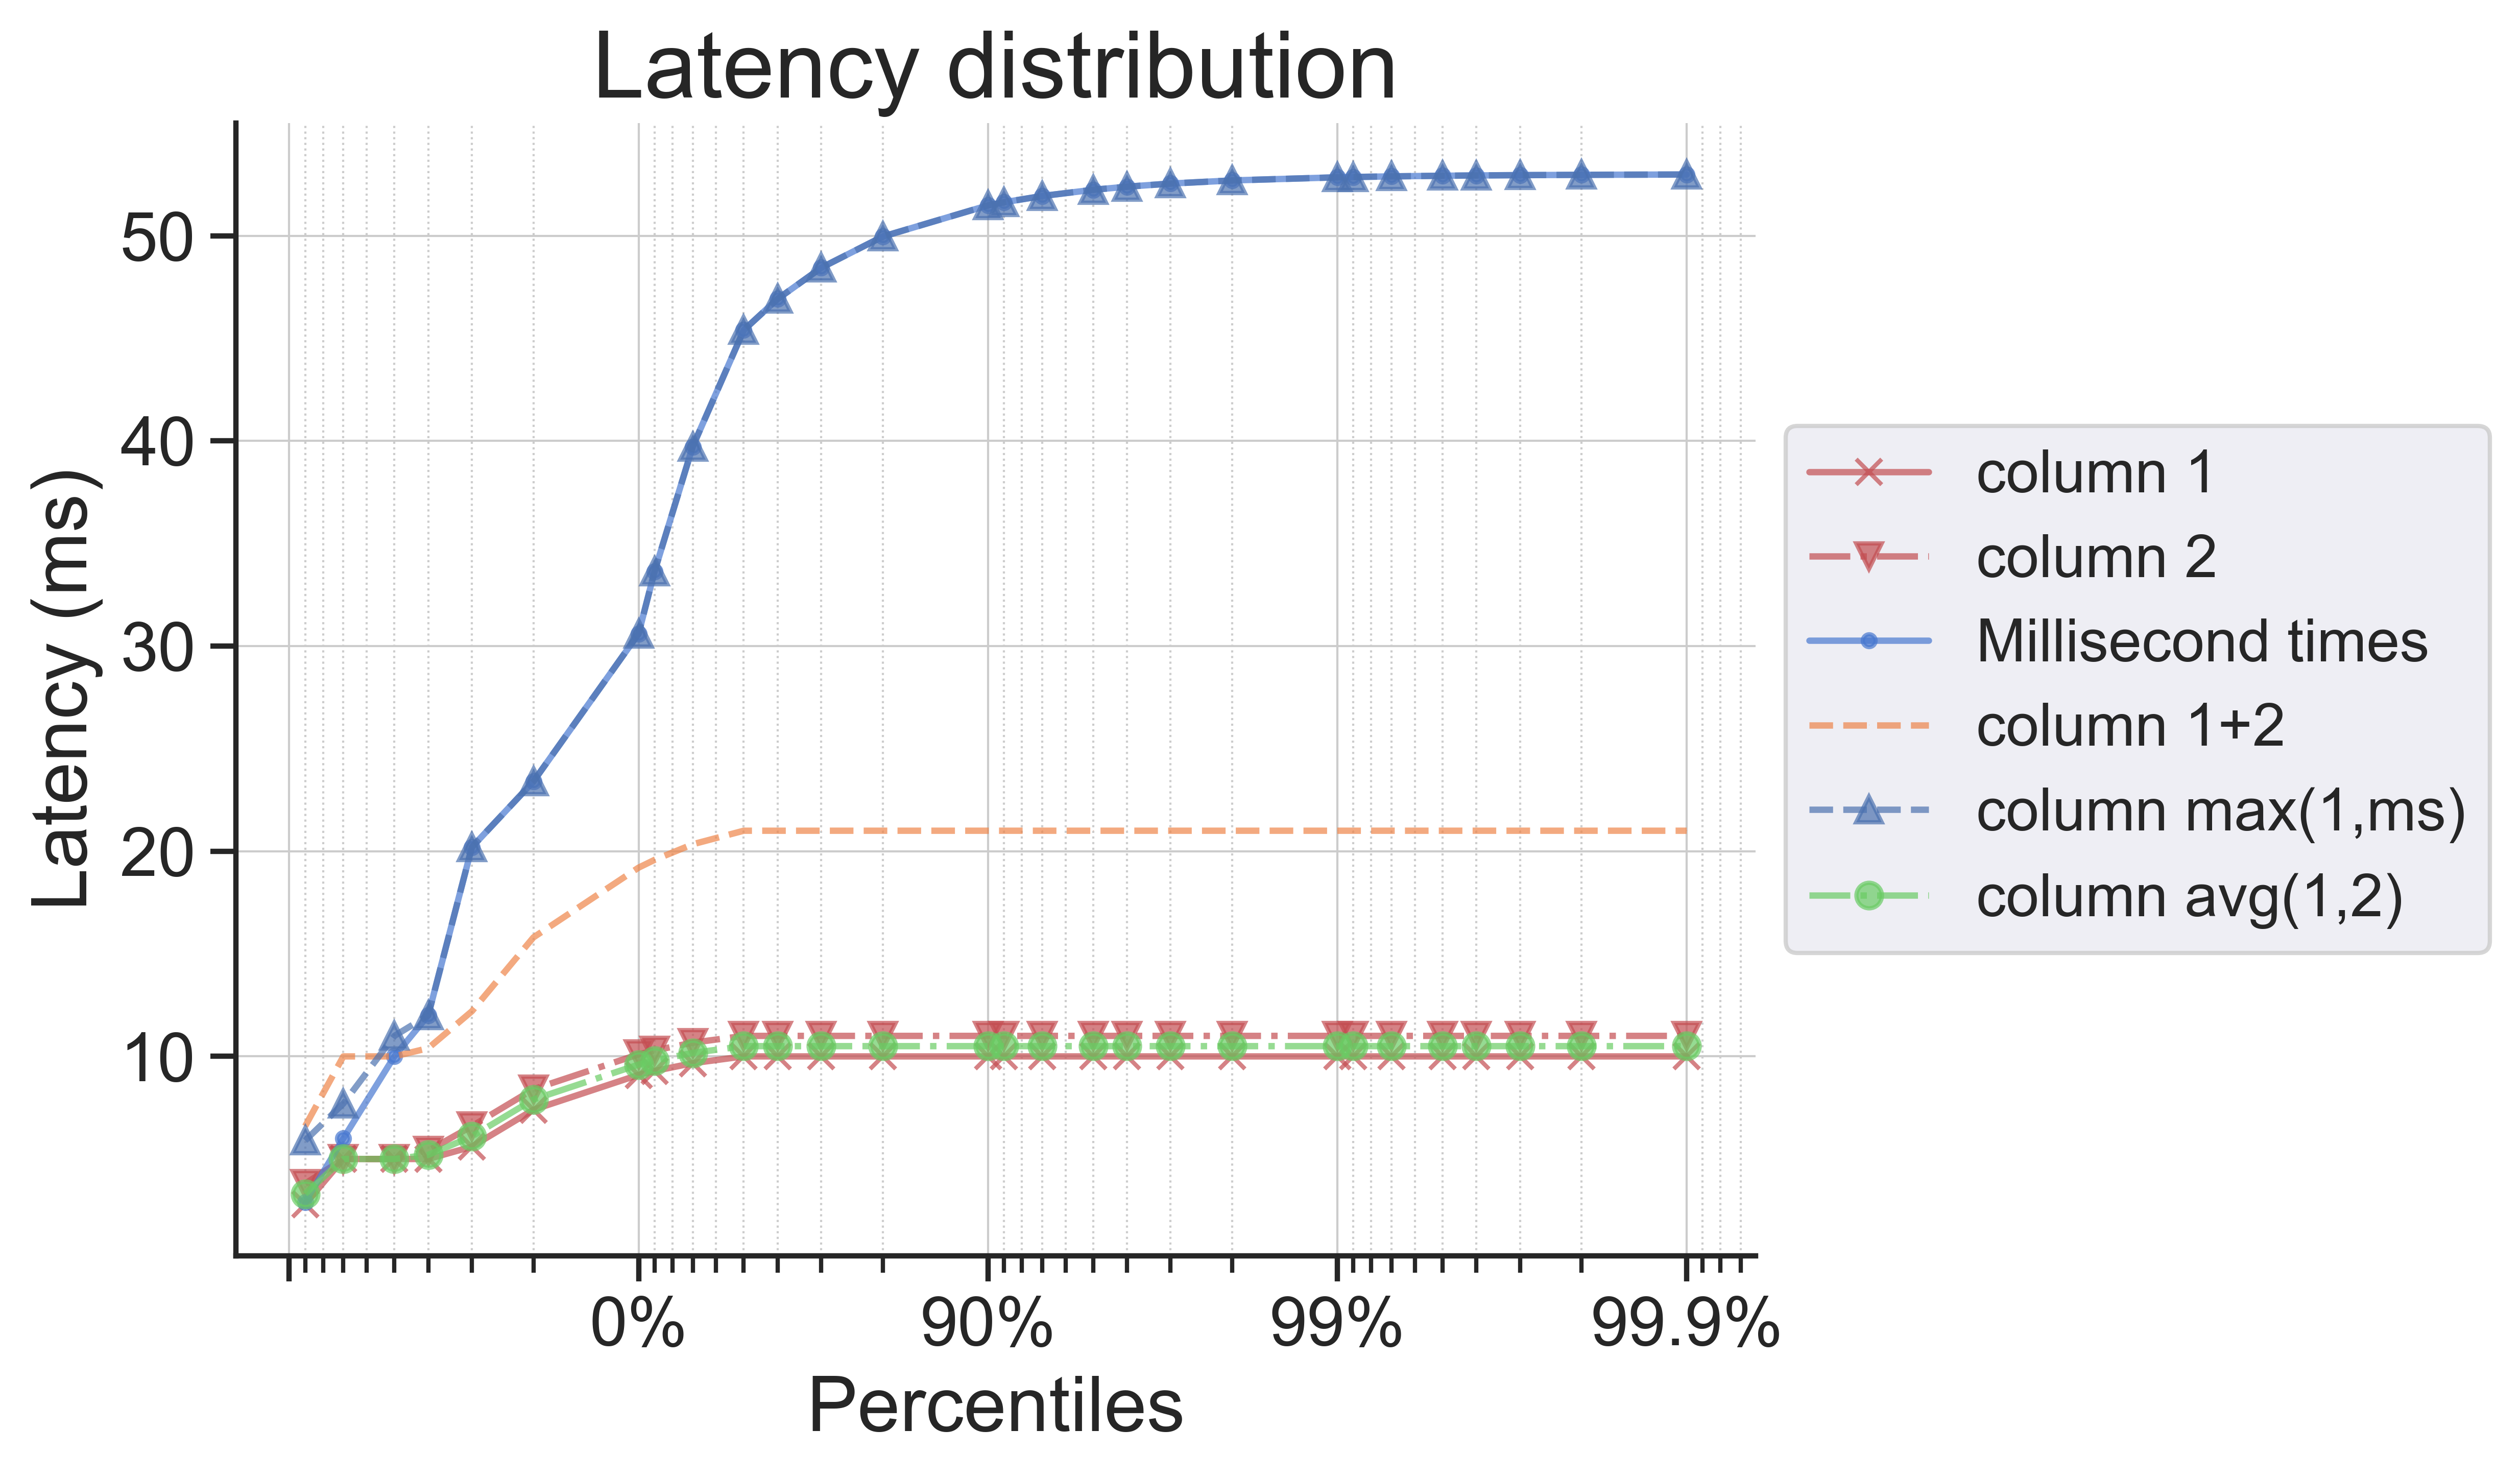 Latency distribution
Latency (ms)
50
40
30
20
10
0%
90%
99%
99.9%
Percentiles
column 1
column 2
Millisecond times
column 1+2
column max(1,ms)
column avg(1,2)